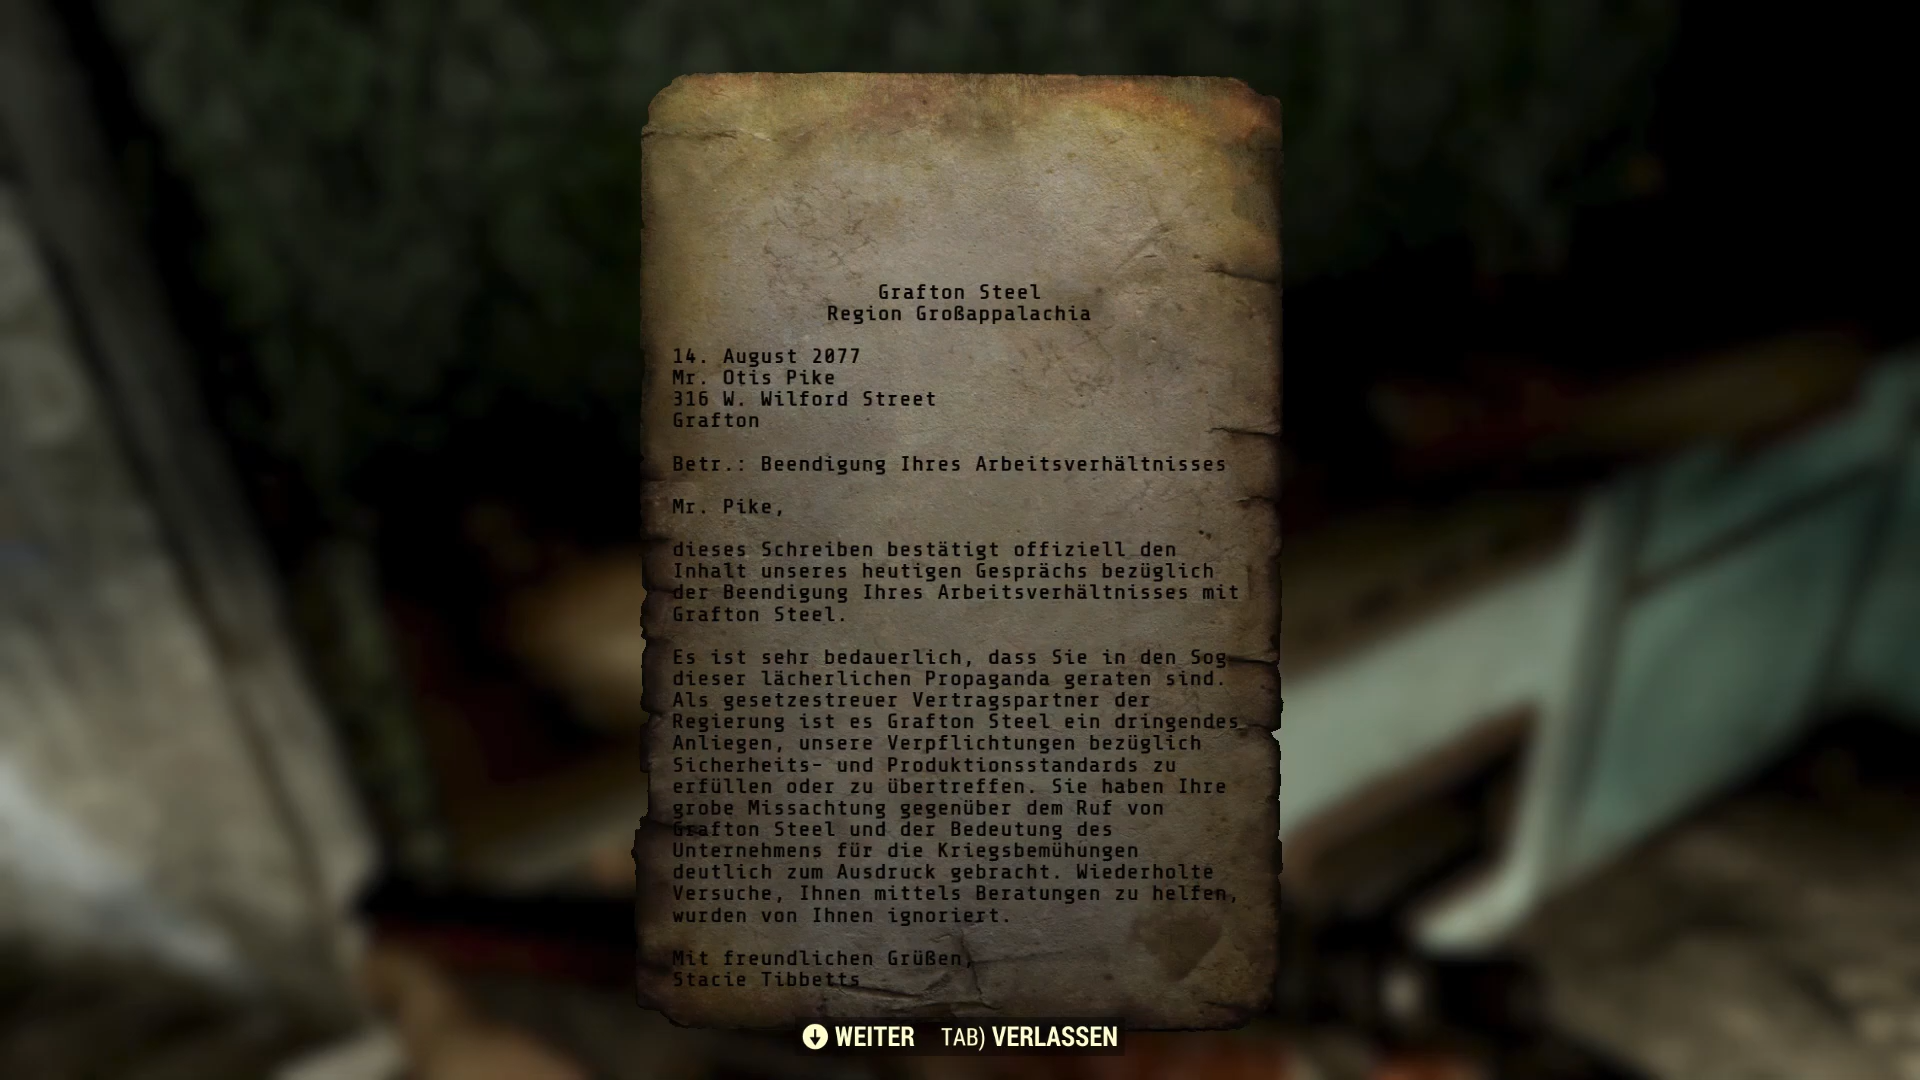 Grafton Steel
Region Großappalachia
14. August 2077
Mr. Otis Pike
316 W. Wilford Street
Grafton
Betr.: Beendigung Ihres Arbeitsverhältnisses
Mr. Pike,
dieses Schreiben bestätigt offiziell den
Inhalt unseres heutigen Gesprächs bezüglich
der Beendigung Ihres Arbeitsverhältnisses mit
Grafton Steel.
Es ist sehr bedauerlich, dass Sie in den Sog
dieser lächerlichen Propaganda geraten sind.
Als gesetzestreuer Vertragspartner der
Regierung ist es Grafton Steel ein dringendes
Anliegen, unsere Verpflichtungen bezüglich
Sicherheits- und Produktionsstandards zu
erfüllen oder zu übertreffen. Sie haben Ihre
grobe Missachtung gegenüber dem Ruf von
Grafton Steel und der Bedeutung des
Unternehmens für die Kriegsbemühungen
deutlich zum Ausdruck gebracht. Wiederholte
Versuche, Ihnen mittels Beratungen zu helfen,
wurden von Ihnen ignoriert.
Mit freundlichen Grüßen,
Stacie Tibbetts
WEITER TAB) VERLASSEN